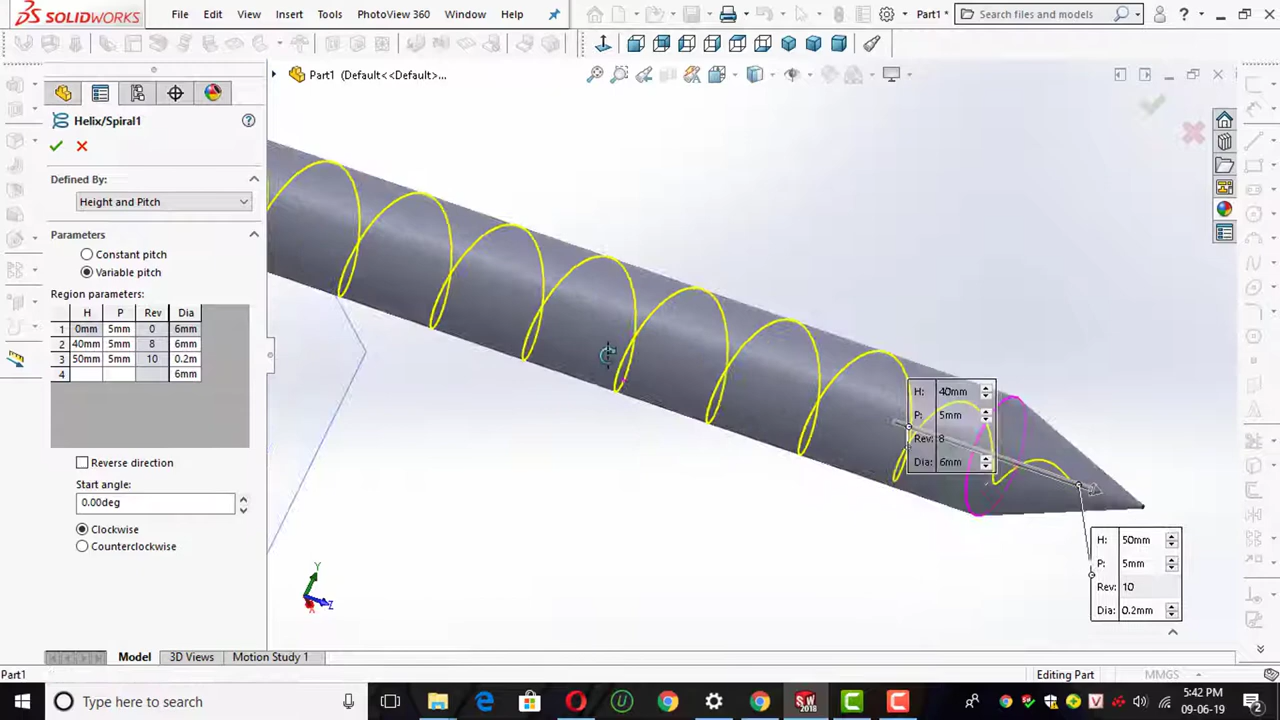 SOLIDWORKS File Edit View Insert Tools PhotoView 360 Window Help Part1 * Search files and models ?
Part1 (Default<<Default>...
Helix/Spiral1
Defined By:
Height and Pitch
Parameters
Constant pitch
Variable pitch
Region parameters:
H P Rev Dia
1 0mm 5mm 0 6mm
2 40mm 5mm 8 6mm
3 50mm 5mm 10 0.2m
4 6mm
Reverse direction
Start angle:
0.00deg
Clockwise
Counterclockwise
H: 40mm
P: 5mm
Rev: 8
Dia: 6mm
H: 50mm
P: 5mm
Rev: 10
Dia: 0.2mm
Y
Z
X
Model 3D Views Motion Study 1
Part1 Editing Part MMGS
Type here to search
SW
2018
5:42 PM
09-06-19
2